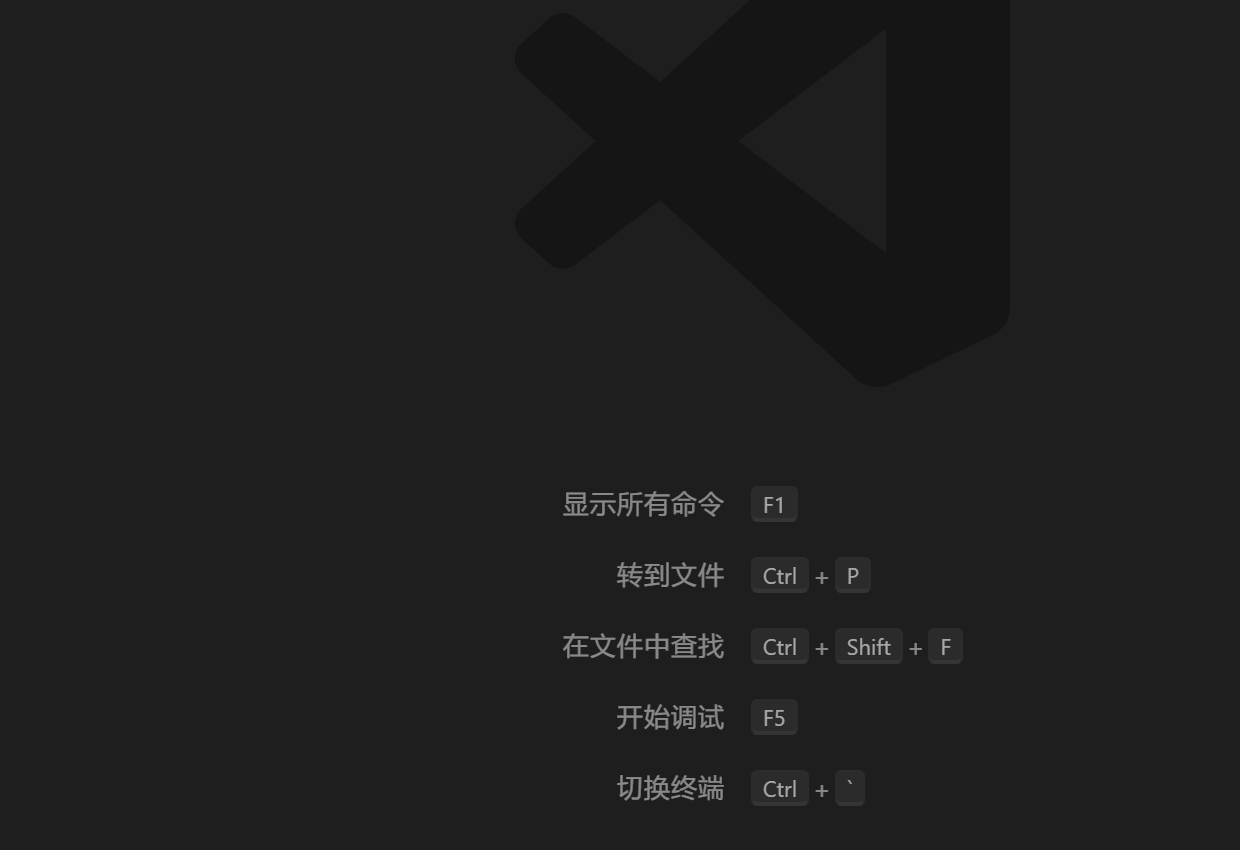 显示所有命令 F1
转到文件 Ctrl + P
在文件中查找 Ctrl + Shift + F
开始调试 F5
切换终端 Ctrl + `